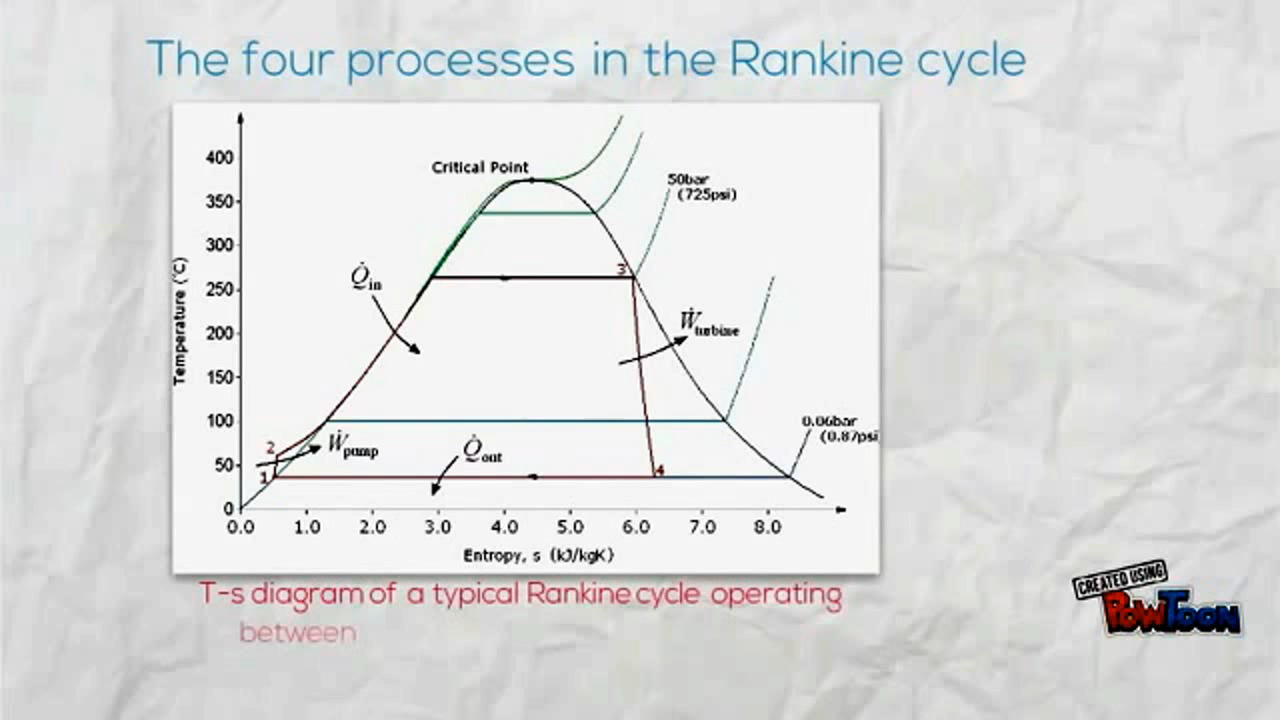 The four processes in the Rankine cycle
400
350
300
250
200
150
100
50
0
Temperature (°C)
Critical Point
50bar
(725psi)
Q̇in
3
Ẇturbine
0.06bar
(0.87psi
2
Ẇpump
Q̇out
1
4
0.0 1.0 2.0 3.0 4.0 5.0 6.0 7.0 8.0
Entropy, s (kJ/kgK)
T-s diagram of a typical Rankine cycle operating
between
CREATED USING
POWTOON